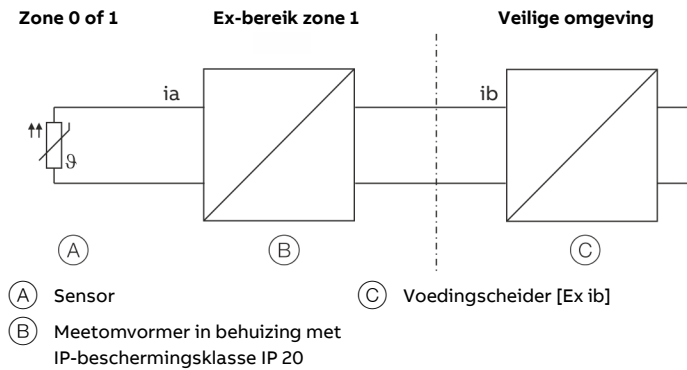 Zone 0 of 1
Ex-bereik zone 1
Veilige omgeving
ia
ib
ϑ
A
B
C
A Sensor
B Meetomvormer in behuizing met
IP-beschermingsklasse IP 20
C Voedingscheider [Ex ib]